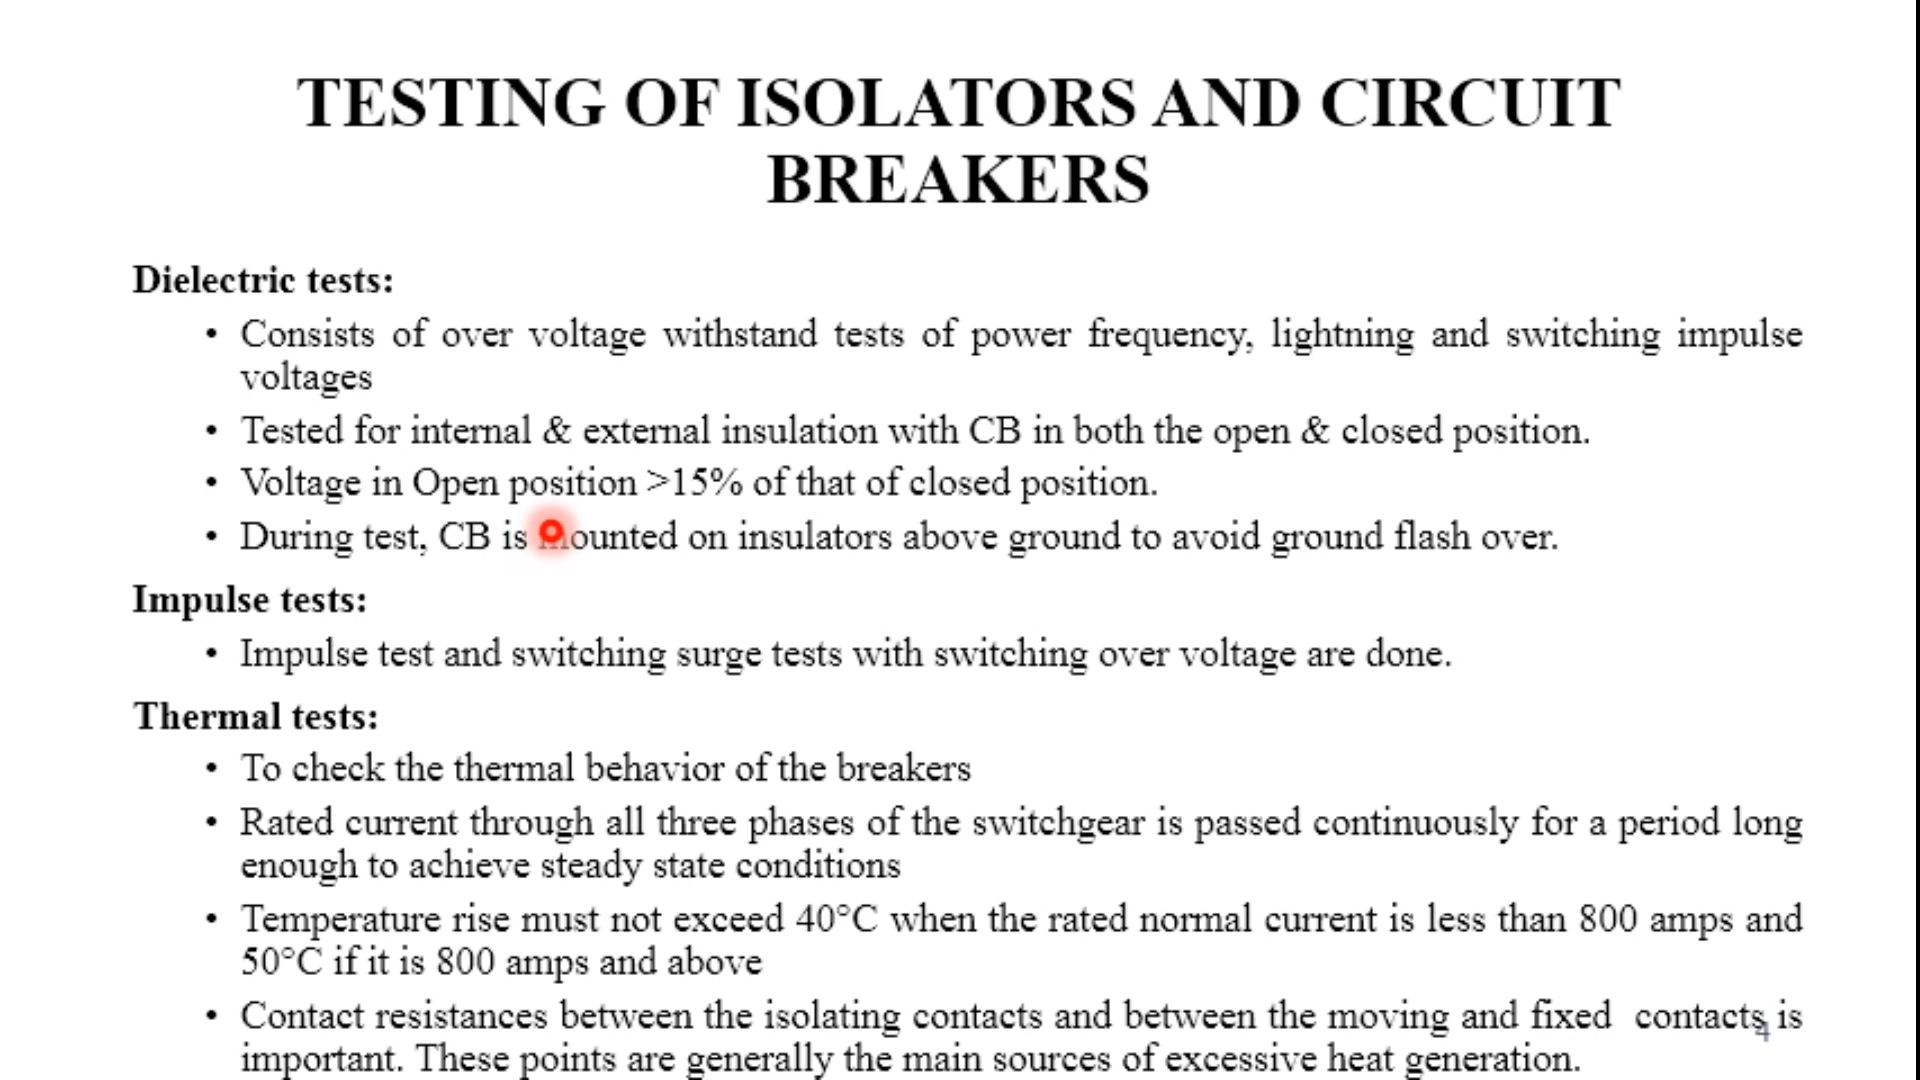 TESTING OF ISOLATORS AND CIRCUIT
BREAKERS
Dielectric tests:
• Consists of over voltage withstand tests of power frequency, lightning and switching impulse
voltages
• Tested for internal & external insulation with CB in both the open & closed position.
• Voltage in Open position >15% of that of closed position.
• During test, CB is mounted on insulators above ground to avoid ground flash over.
Impulse tests:
• Impulse test and switching surge tests with switching over voltage are done.
Thermal tests:
• To check the thermal behavior of the breakers
• Rated current through all three phases of the switchgear is passed continuously for a period long
enough to achieve steady state conditions
• Temperature rise must not exceed 40°C when the rated normal current is less than 800 amps and
50°C if it is 800 amps and above
• Contact resistances between the isolating contacts and between the moving and fixed contacts is
important. These points are generally the main sources of excessive heat generation.
4